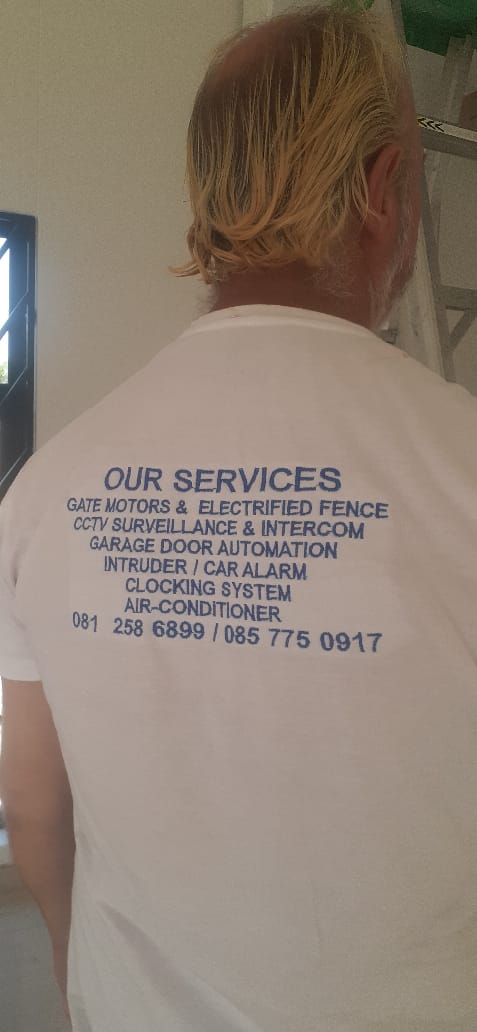 OUR SERVICES
GATE MOTORS & ELECTRIFIED FENCE
CCTV SURVEILLANCE & INTERCOM
GARAGE DOOR AUTOMATION
INTRUDER / CAR ALARM
CLOCKING SYSTEM
AIR-CONDITIONER
081 258 6899 / 085 775 0917